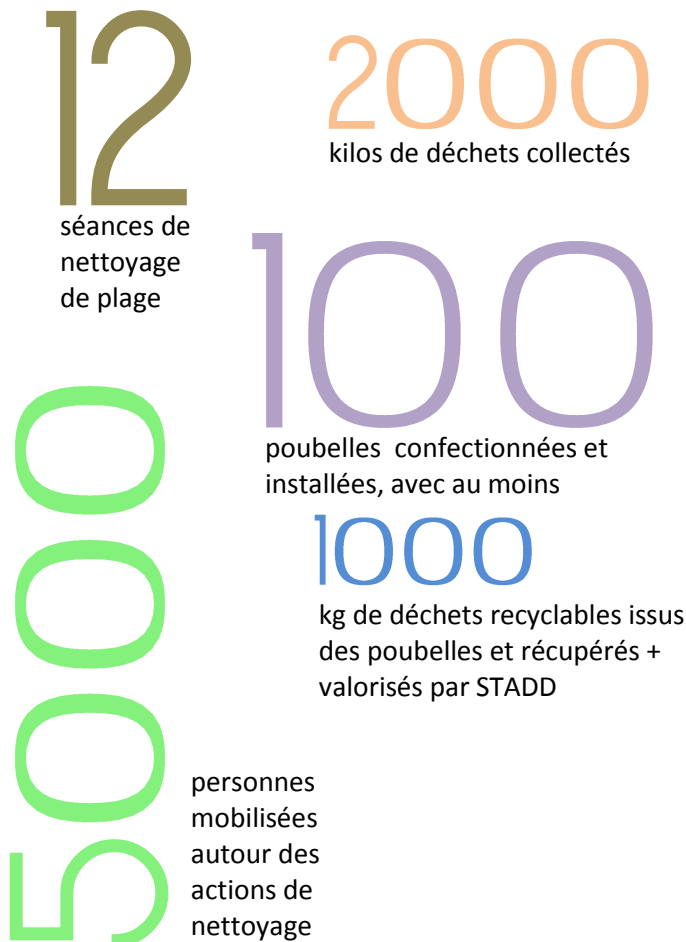 12
séances de
nettoyage
de plage
2000
kilos de déchets collectés
100
poubelles confectionnées et
installées, avec au moins
1000
kg de déchets recyclables issus
des poubelles et récupérés +
valorisés par STADD
5000
personnes
mobilisées
autour des
actions de
nettoyage